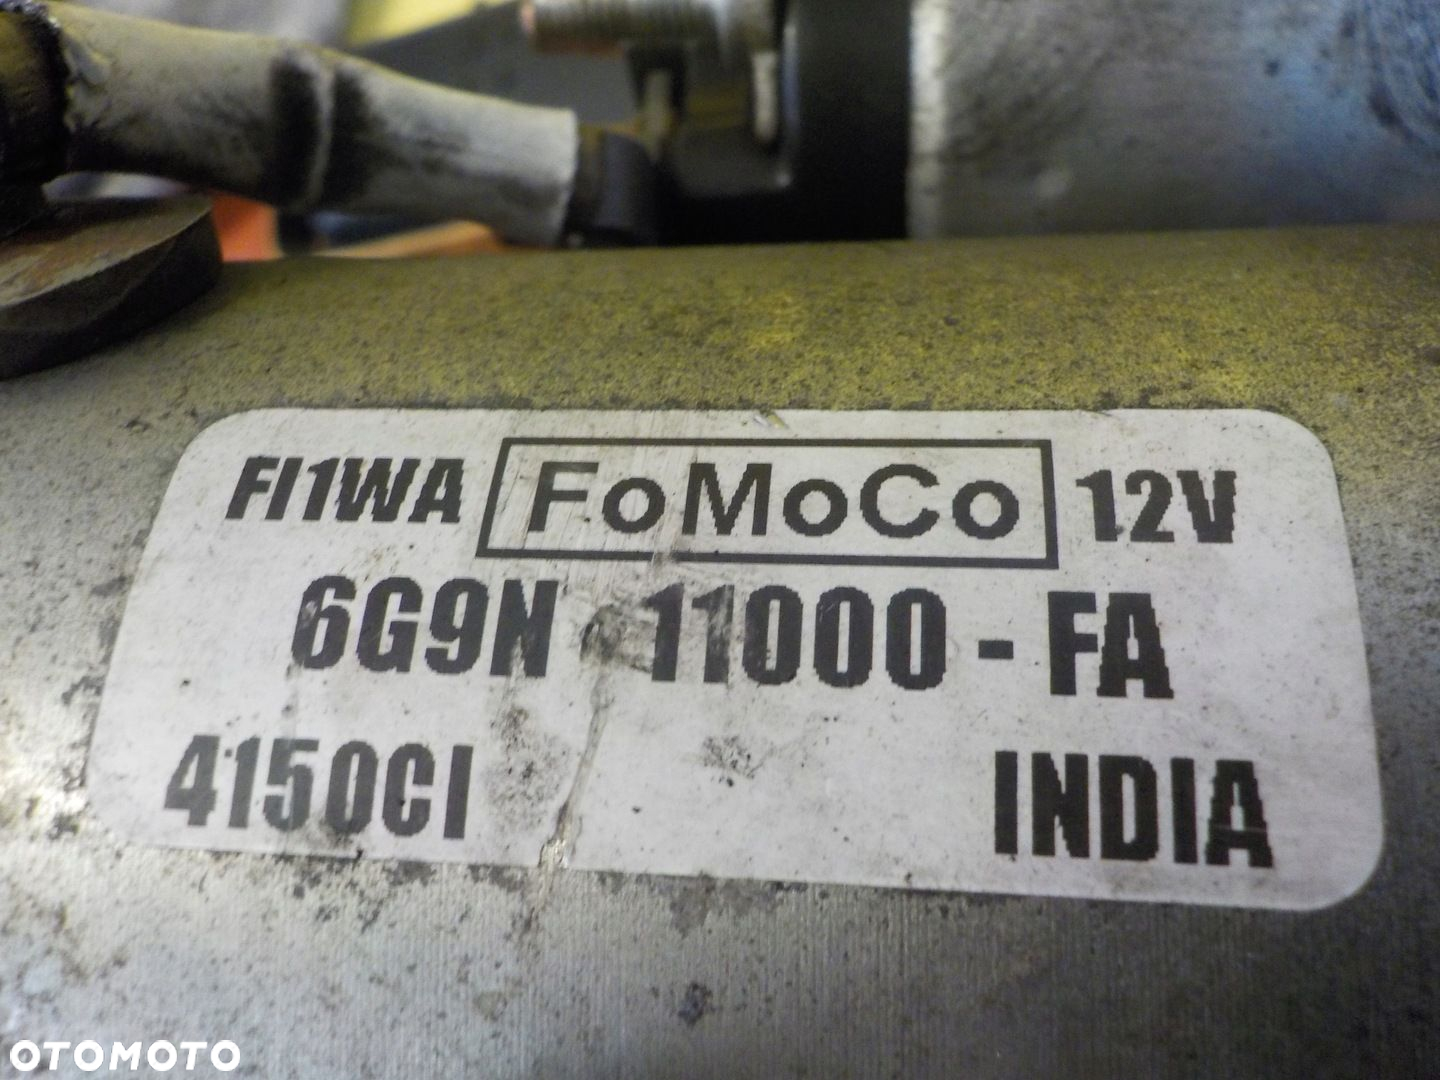 FI1WA FoMoCo 12V
6G9N 11000-FA
4150CI INDIA
OTOMOTO